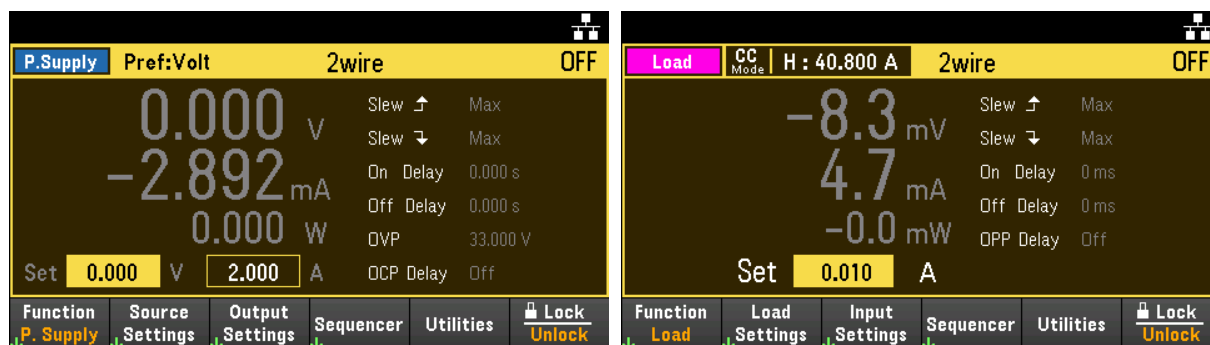 P.Supply Pref:Volt 2wire OFF
0.000 V
-2.892 mA
0.000 W
Slew Max
Slew Max
On Delay 0.000 s
Off Delay 0.000 s
OVP 33.000 V
OCP Delay Off
Set 0.000 V 2.000 A
Function P. Supply
Source Settings
Output Settings
Sequencer
Utilities
Lock Unlock
Load CC Mode H : 40.800 A 2wire OFF
-8.3 mV
4.7 mA
-0.0 mW
Slew Max
Slew Max
On Delay 0 ms
Off Delay 0 ms
OPP Delay Off
Set 0.010 A
Function Load
Load Settings
Input Settings
Sequencer
Utilities
Lock Unlock